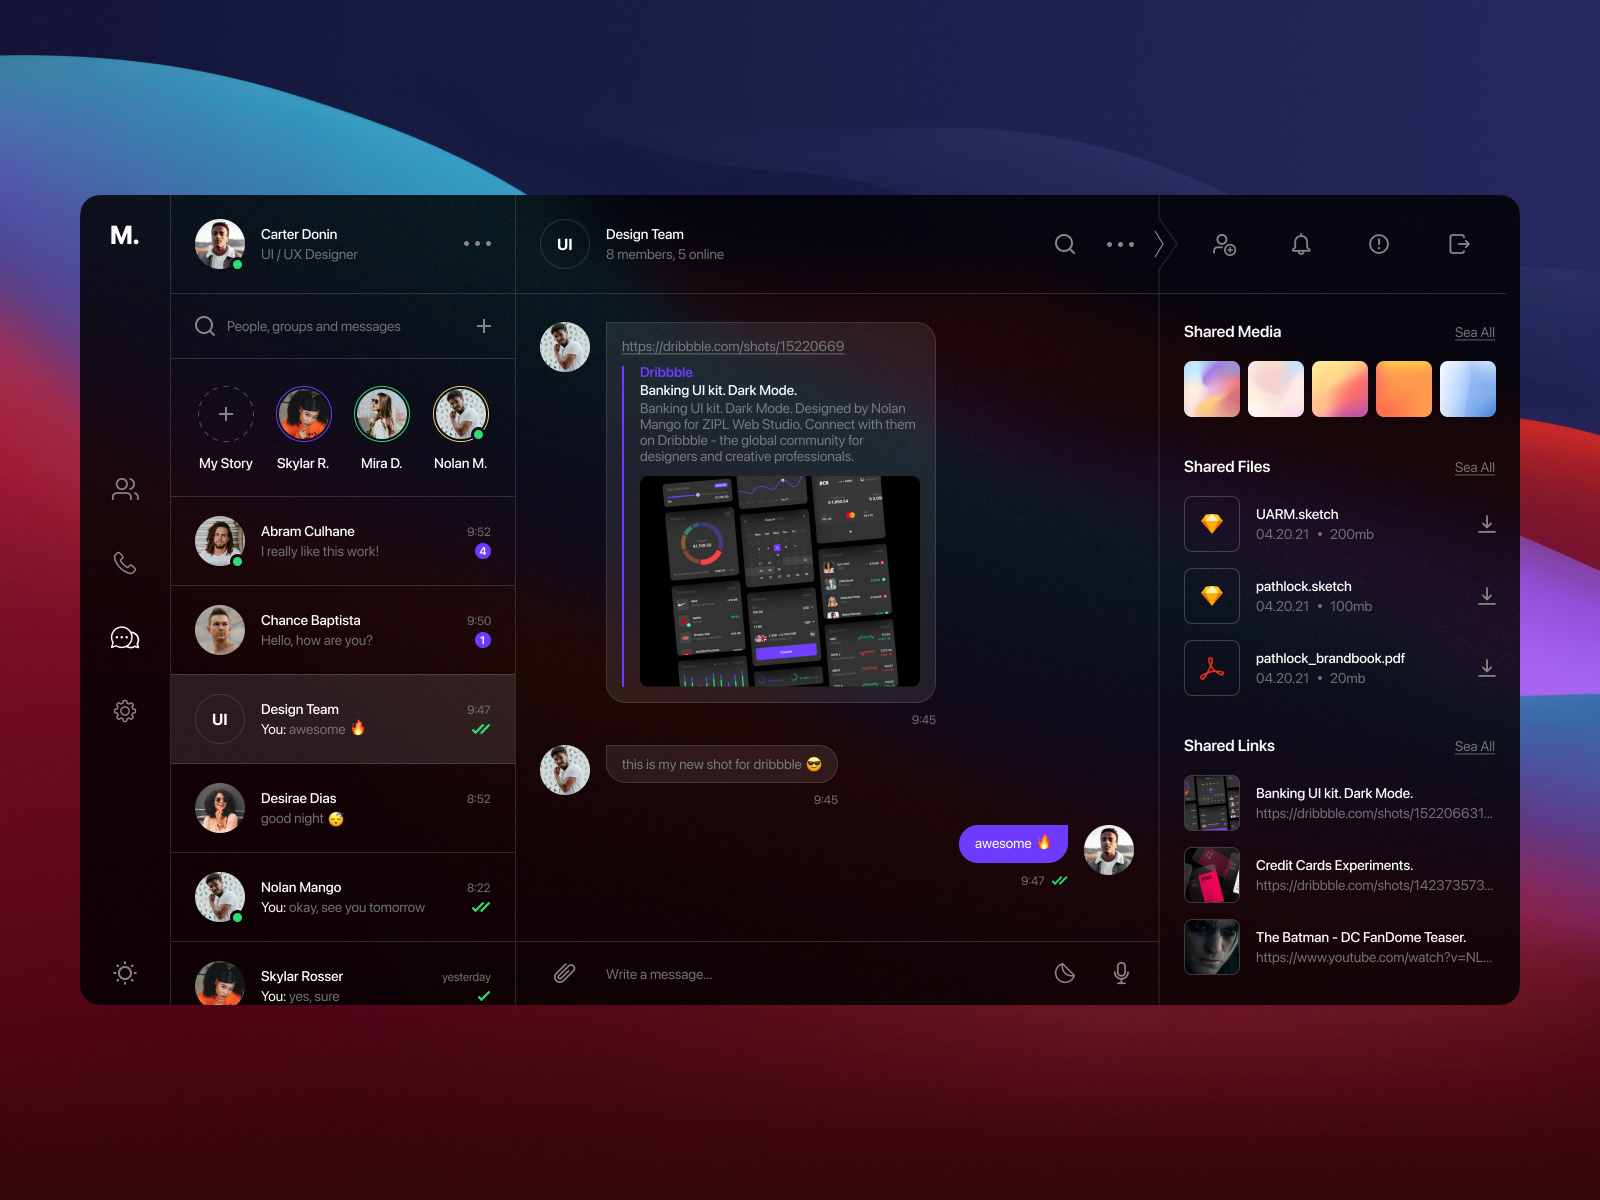 M.
Carter Donin
UI / UX Designer
People, groups and messages
My Story
Skylar R.
Mira D.
Nolan M.
Abram Culhane
9:52
I really like this work!
4
Chance Baptista
9:50
Hello, how are you?
1
UI
Design Team
9:47
You: awesome 🔥
Desirae Dias
8:52
good night 😴
Nolan Mango
8:22
You: okay, see you tomorrow
Skylar Rosser
yesterday
You: yes, sure
UI
Design Team
8 members, 5 online
https://dribbble.com/shots/15220669
Dribbble
Banking UI kit. Dark Mode.
Banking UI kit. Dark Mode. Designed by Nolan
Mango for ZIPL Web Studio. Connect with them
on Dribbble - the global community for
designers and creative professionals.
9:45
this is my new shot for dribbble 😎
9:45
awesome 🔥
9:47
Write a message...
Shared Media
Sea All
Shared Files
Sea All
UARM.sketch
04.20.21 • 200mb
pathlock.sketch
04.20.21 • 100mb
pathlock_brandbook.pdf
04.20.21 • 20mb
Shared Links
Sea All
Banking UI kit. Dark Mode.
https://dribbble.com/shots/152206631...
Credit Cards Experiments.
https://dribbble.com/shots/142373573...
The Batman - DC FanDome Teaser.
https://www.youtube.com/watch?v=NL...